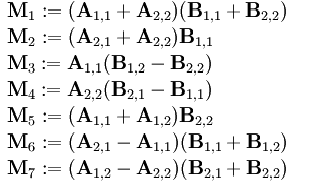 M₁ := (A₁,₁ + A₂,₂)(B₁,₁ + B₂,₂)
M₂ := (A₂,₁ + A₂,₂)B₁,₁
M₃ := A₁,₁(B₁,₂ − B₂,₂)
M₄ := A₂,₂(B₂,₁ − B₁,₁)
M₅ := (A₁,₁ + A₁,₂)B₂,₂
M₆ := (A₂,₁ − A₁,₁)(B₁,₁ + B₁,₂)
M₇ := (A₁,₂ − A₂,₂)(B₂,₁ + B₂,₂)